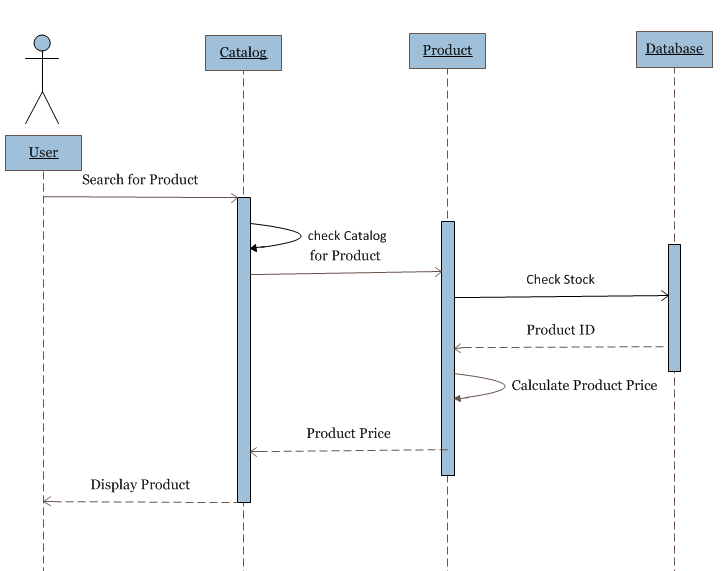 Catalog
Product
Database
User
Search for Product
check Catalog
for Product
Check Stock
Product ID
Calculate Product Price
Product Price
Display Product